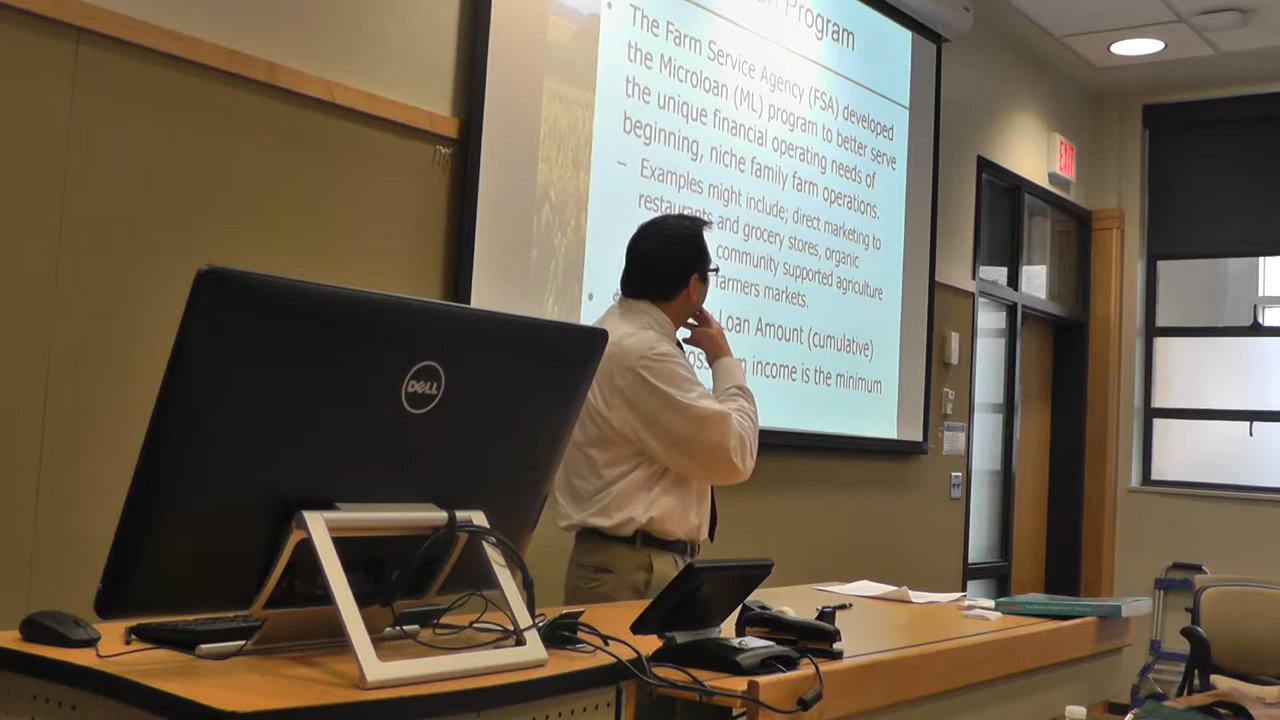 Program
The Farm Service Agency (FSA) developed
the Microloan (ML) program to better serve
the unique financial operating needs of
beginning, niche family farm operations.
– Examples might include; direct marketing to
restaurants and grocery stores, organic
community supported agriculture
farmers markets.
Loan Amount (cumulative)
income is the minimum
EXIT
DELL